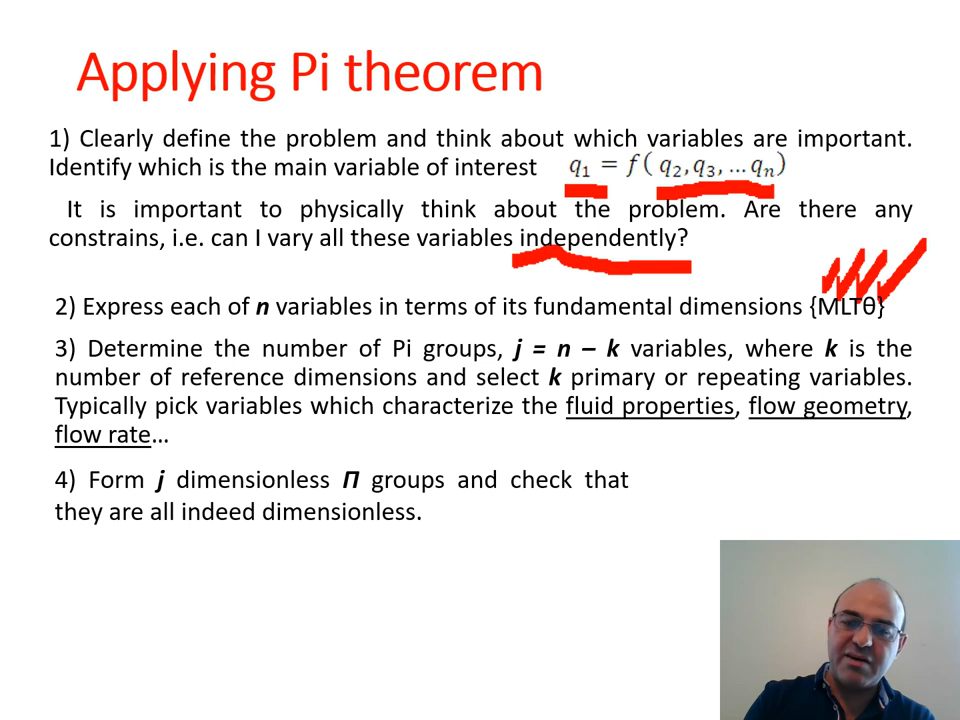 Applying Pi theorem
1) Clearly define the problem and think about which variables are important.
Identify which is the main variable of interest q₁ = f( q₂, q₃, … qₙ)
It is important to physically think about the problem. Are there any
constrains, i.e. can I vary all these variables independently?
2) Express each of n variables in terms of its fundamental dimensions {MLTθ}
3) Determine the number of Pi groups, j = n – k variables, where k is the
number of reference dimensions and select k primary or repeating variables.
Typically pick variables which characterize the fluid properties, flow geometry,
flow rate…
4) Form j dimensionless Π groups and check that
they are all indeed dimensionless.